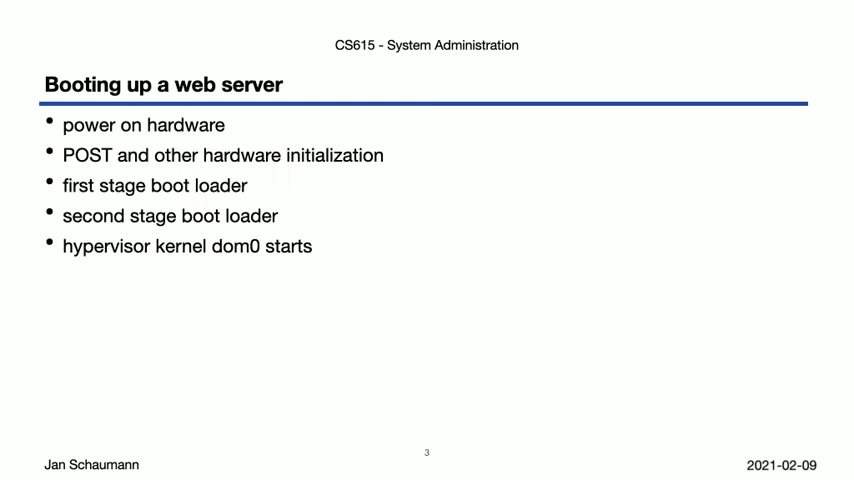 CS615 - System Administration
Booting up a web server
• power on hardware
• POST and other hardware initialization
• first stage boot loader
• second stage boot loader
• hypervisor kernel dom0 starts
3
Jan Schaumann
2021-02-09